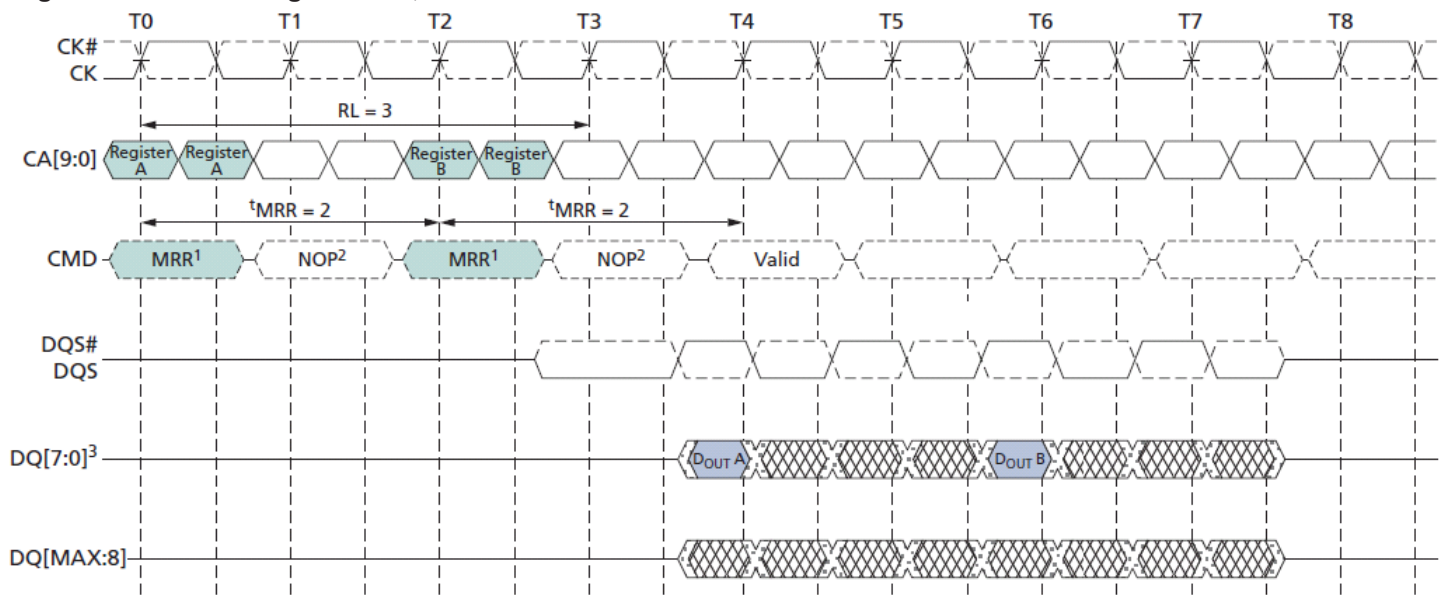 T0 T1 T2 T3 T4 T5 T6 T7 T8
CK#
CK
RL = 3
CA[9:0] Register A Register A Register B Register B
tMRR = 2 tMRR = 2
CMD MRR1 NOP2 MRR1 NOP2 Valid
DQS#
DQS
DQ[7:0]3 DOUT A DOUT B
DQ[MAX:8]